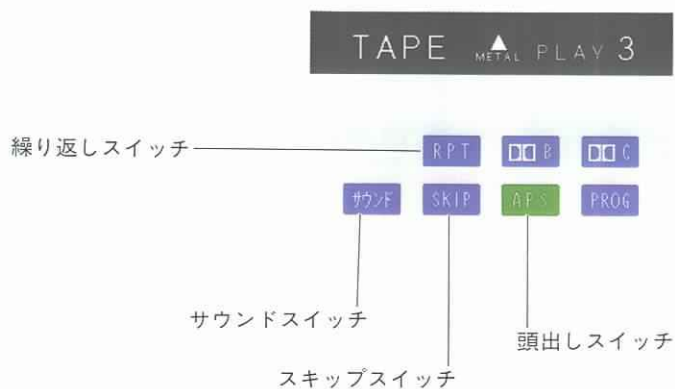 TAPE METAL PLAY 3
繰り返しスイッチ
RPT B C
サウンド SKIP APS PROG
サウンドスイッチ
頭出しスイッチ
スキップスイッチ